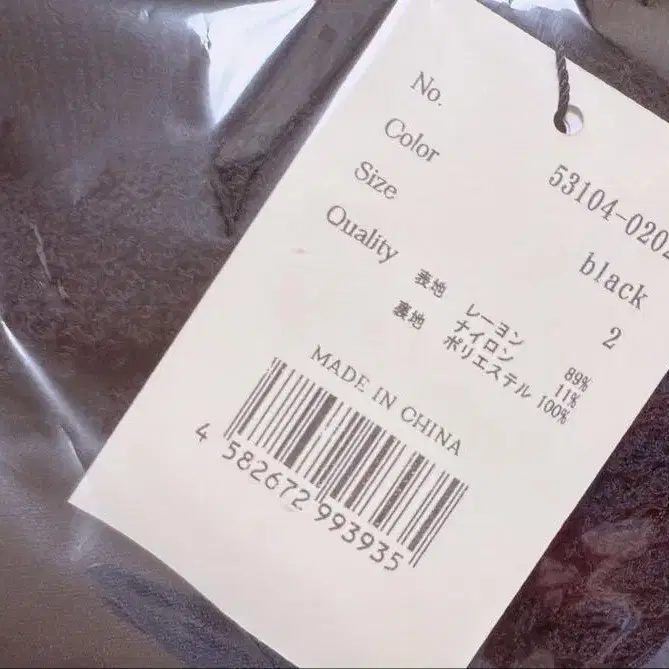 No. 53104-0202
Color black
Size 2
Quality
表地 レーヨン 89%
ナイロン 11%
裏地 ポリエステル 100%
MADE IN CHINA
4 582672 993935